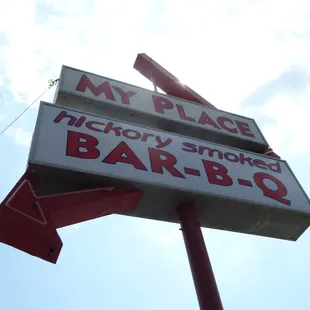 MY PLACE
hickory smoked
BAR-B-Q